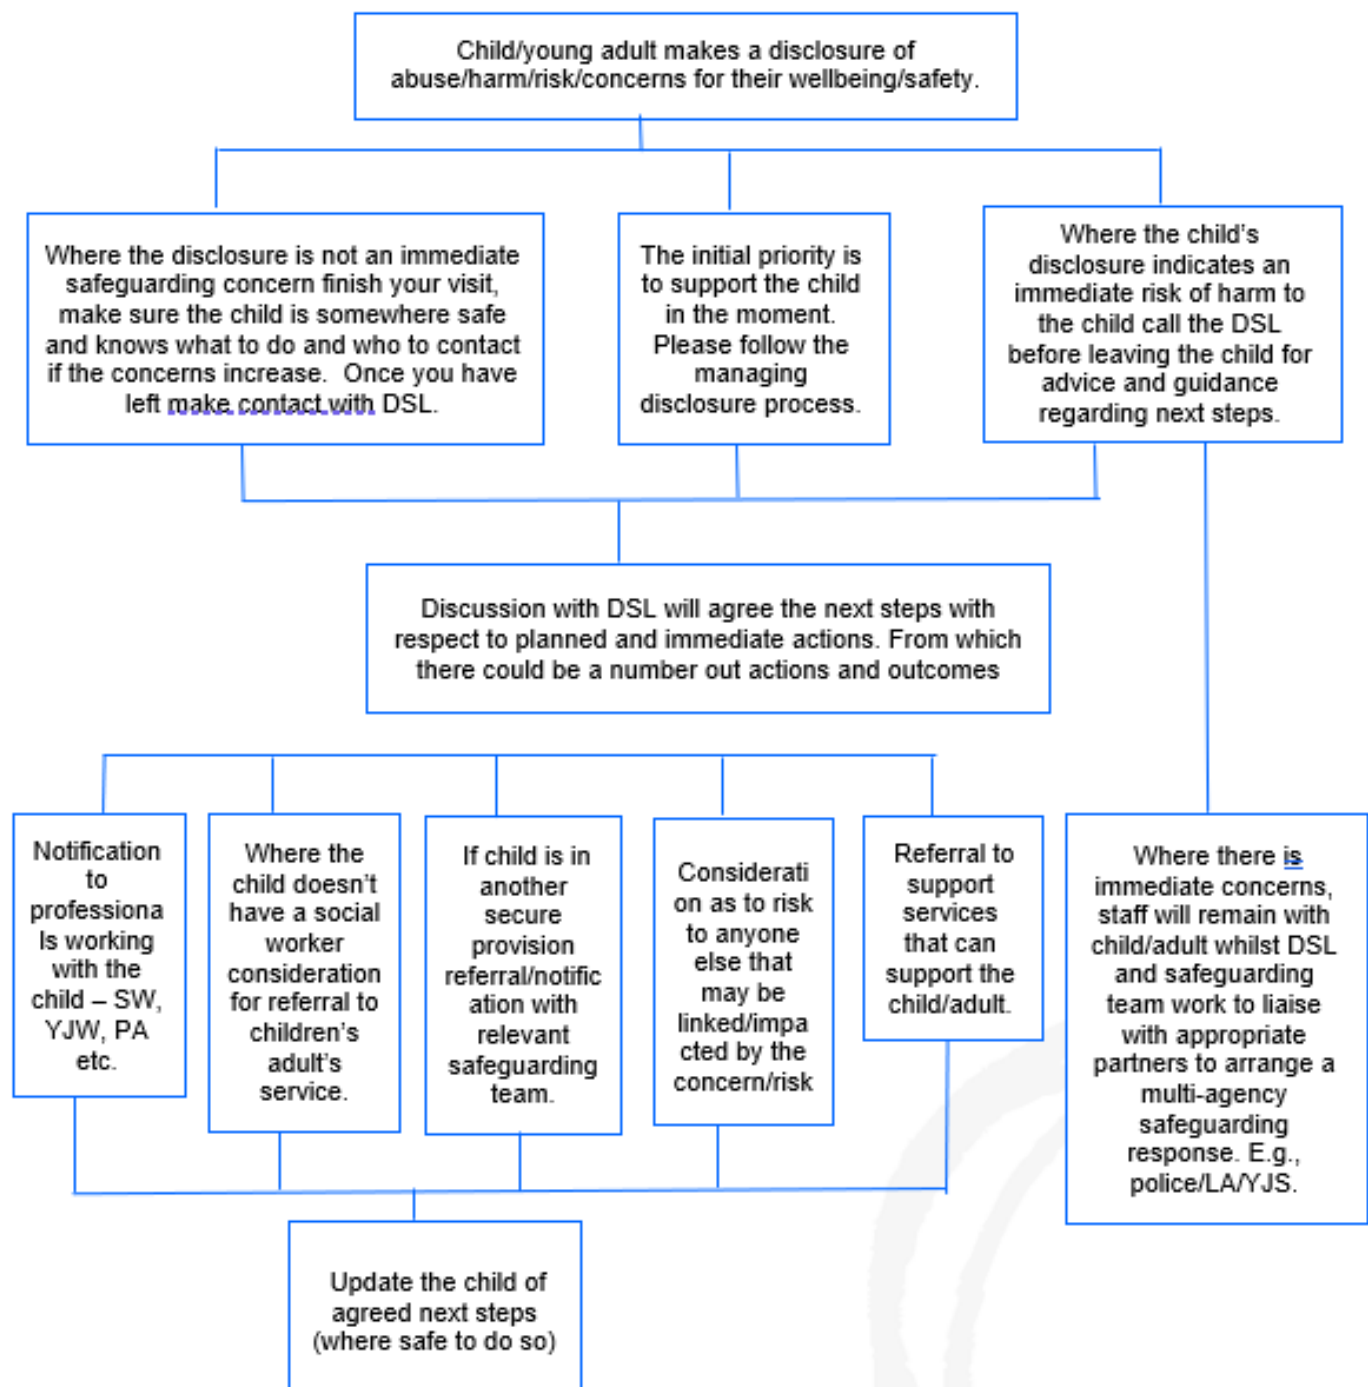 Child/young adult makes a disclosure of
abuse/harm/risk/concerns for their wellbeing/safety.
Where the disclosure is not an immediate
safeguarding concern finish your visit,
make sure the child is somewhere safe
and knows what to do and who to contact
if the concerns increase.  Once you have
left make contact with DSL.
The initial priority is
to support the child
in the moment.
Please follow the
managing
disclosure process.
Where the child's
disclosure indicates an
immediate risk of harm to
the child call the DSL
before leaving the child for
advice and guidance
regarding next steps.
Discussion with DSL will agree the next steps with
respect to planned and immediate actions. From which
there could be a number out actions and outcomes
Notification
to
professiona
ls working
with the
child – SW,
YJW, PA
etc.
Where the
child doesn't
have a social
worker
consideration
for referral to
children's
adult's
service.
If child is in
another
secure
provision
referral/notific
ation with
relevant
safeguarding
team.
Considerati
on as to risk
to anyone
else that
may be
linked/impa
cted by the
concern/risk
Referral to
support
services
that can
support the
child/adult.
Where there is
immediate concerns,
staff will remain with
child/adult whilst DSL
and safeguarding
team work to liaise
with appropriate
partners to arrange a
multi-agency
safeguarding
response. E.g.,
police/LA/YJS.
Update the child of
agreed next steps
(where safe to do so)